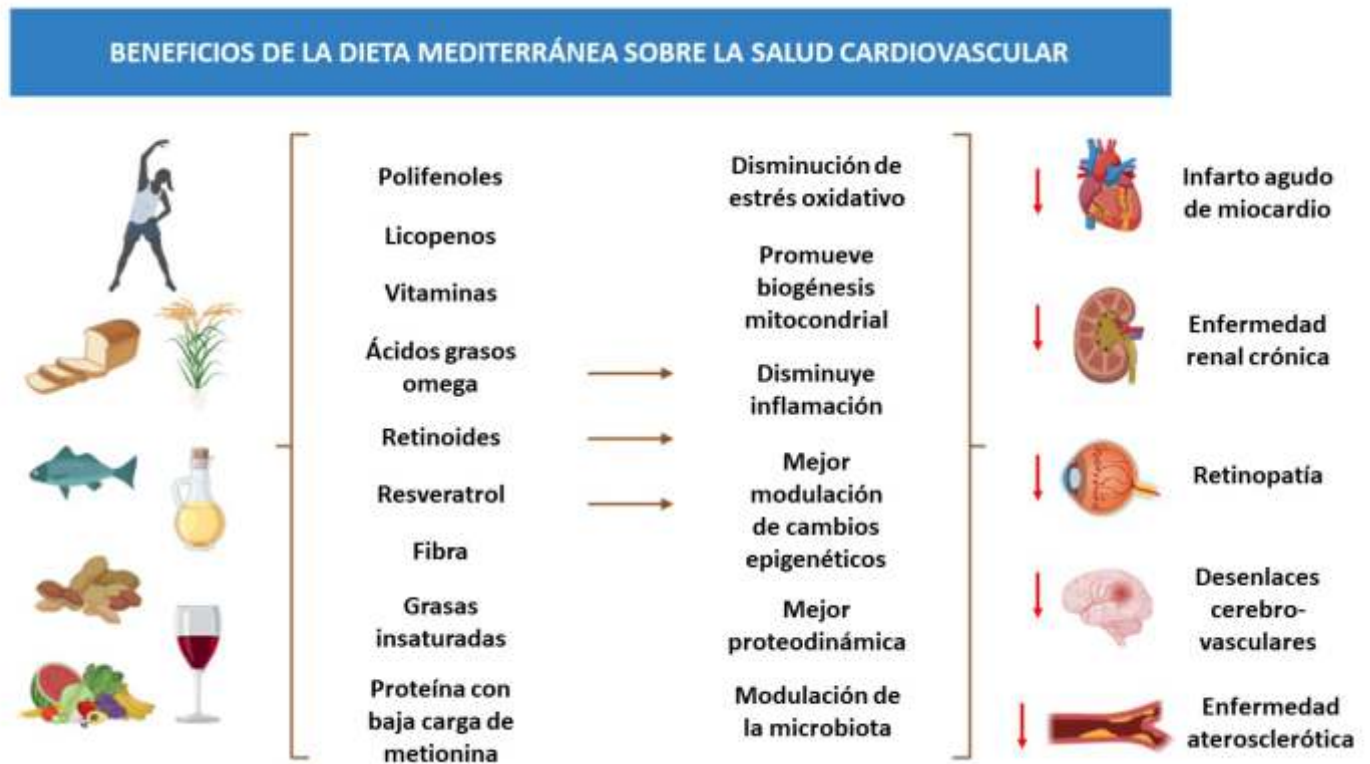 BENEFICIOS DE LA DIETA MEDITERRÁNEA SOBRE LA SALUD CARDIOVASCULAR
Polifenoles
Licopenos
Vitaminas
Ácidos grasos
omega
Retinoides
Resveratrol
Fibra
Grasas
insaturadas
Proteína con
baja carga de
metionina
Disminución de
estrés oxidativo
Promueve
biogénesis
mitocondrial
Disminuye
inflamación
Mejor
modulación
de cambios
epigenéticos
Mejor
proteodinámica
Modulación de
la microbiota
Infarto agudo
de miocardio
Enfermedad
renal crónica
Retinopatía
Desenlaces
cerebro-
vasculares
Enfermedad
aterosclerótica